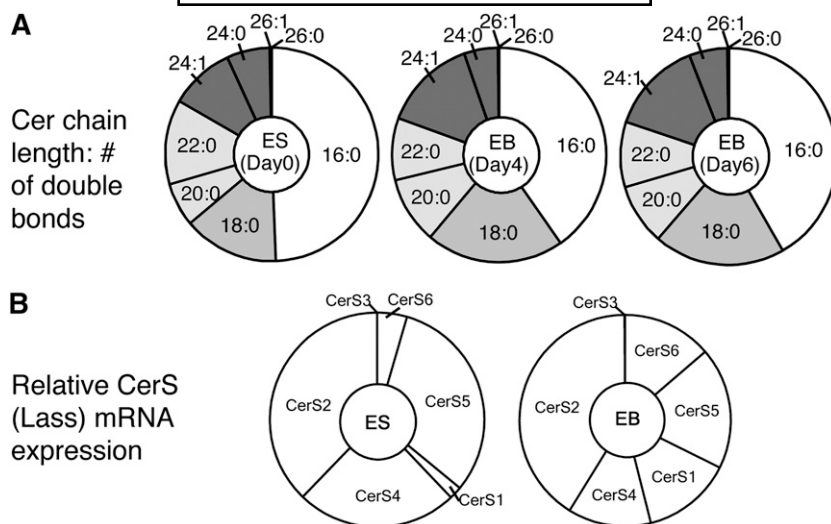 A
Cer chain
length: #
of double
bonds
26:1
24:0
26:0
24:1
22:0
20:0
18:0
16:0
ES
(Day0)
26:1
24:0
26:0
24:1
22:0
20:0
18:0
16:0
EB
(Day4)
26:1
24:0
26:0
24:1
22:0
20:0
18:0
16:0
EB
(Day6)
B
Relative CerS
(Lass) mRNA
expression
CerS3
CerS6
CerS2
CerS5
ES
CerS4
CerS1
CerS3
CerS6
CerS2
CerS5
EB
CerS1
CerS4